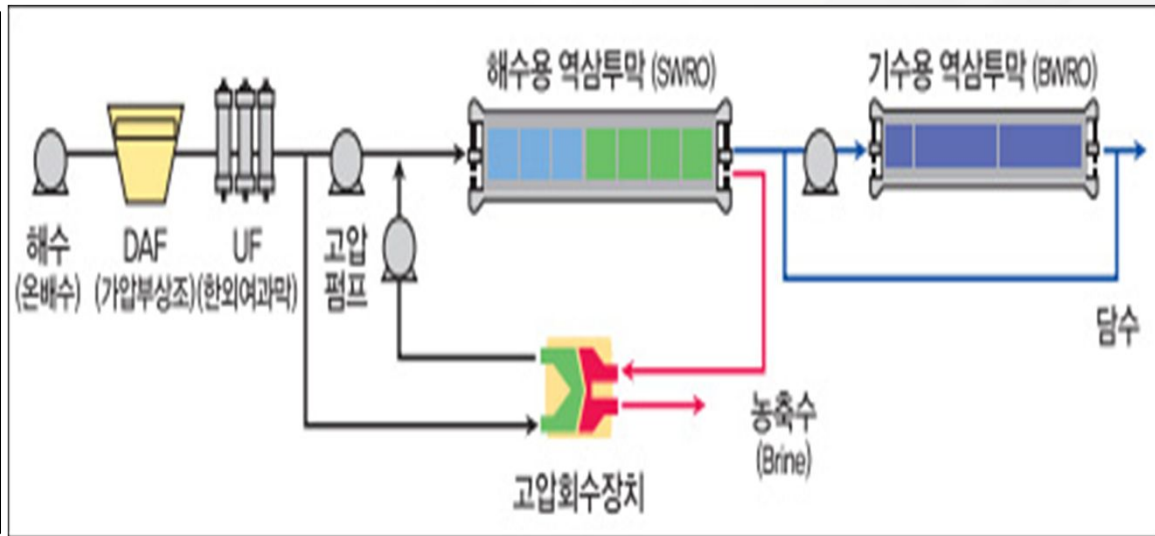 해수용 역삼투막 (SWRO)
기수용 역삼투막 (BWRO)
해수
(온배수)
DAF
(가압부상조)
UF
(한외여과막)
고압
펌프
담수
농축수
(Brine)
고압회수장치